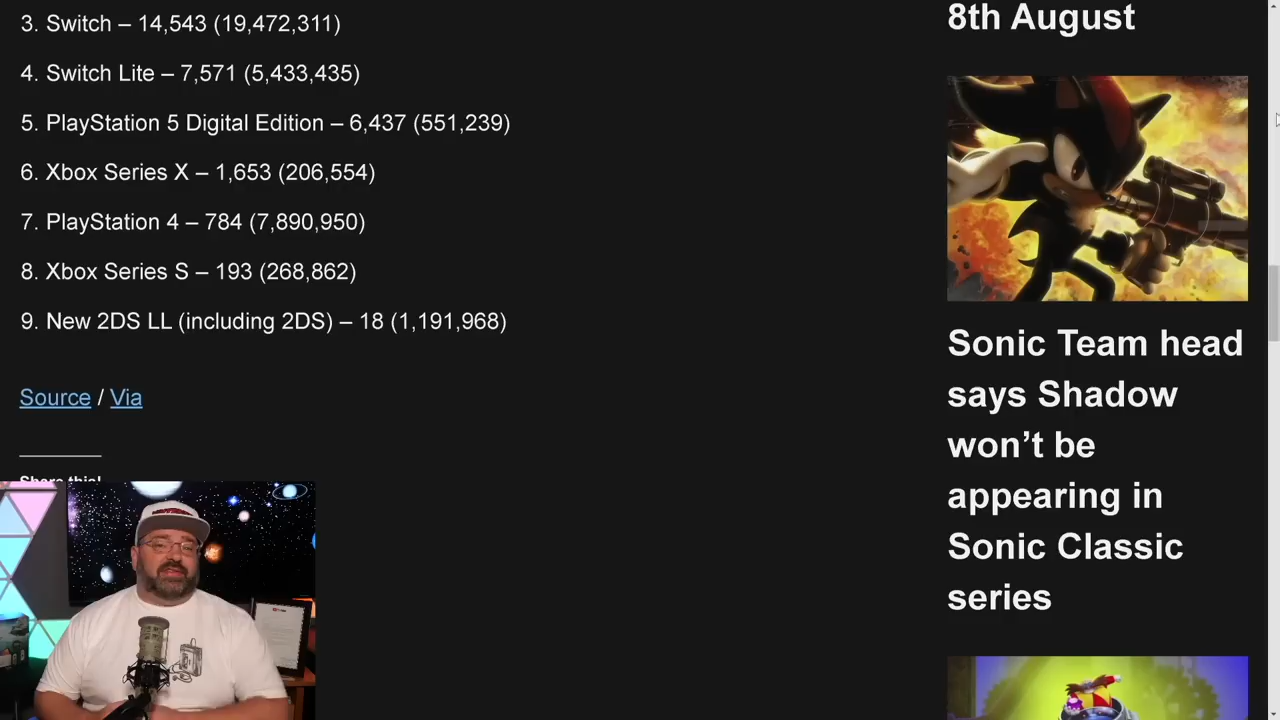 3. Switch – 14,543 (19,472,311)
4. Switch Lite – 7,571 (5,433,435)
5. PlayStation 5 Digital Edition – 6,437 (551,239)
6. Xbox Series X – 1,653 (206,554)
7. PlayStation 4 – 784 (7,890,950)
8. Xbox Series S – 193 (268,862)
9. New 2DS LL (including 2DS) – 18 (1,191,968)
Source / Via
Share this!
8th August
Sonic Team head
says Shadow
won’t be
appearing in
Sonic Classic
series